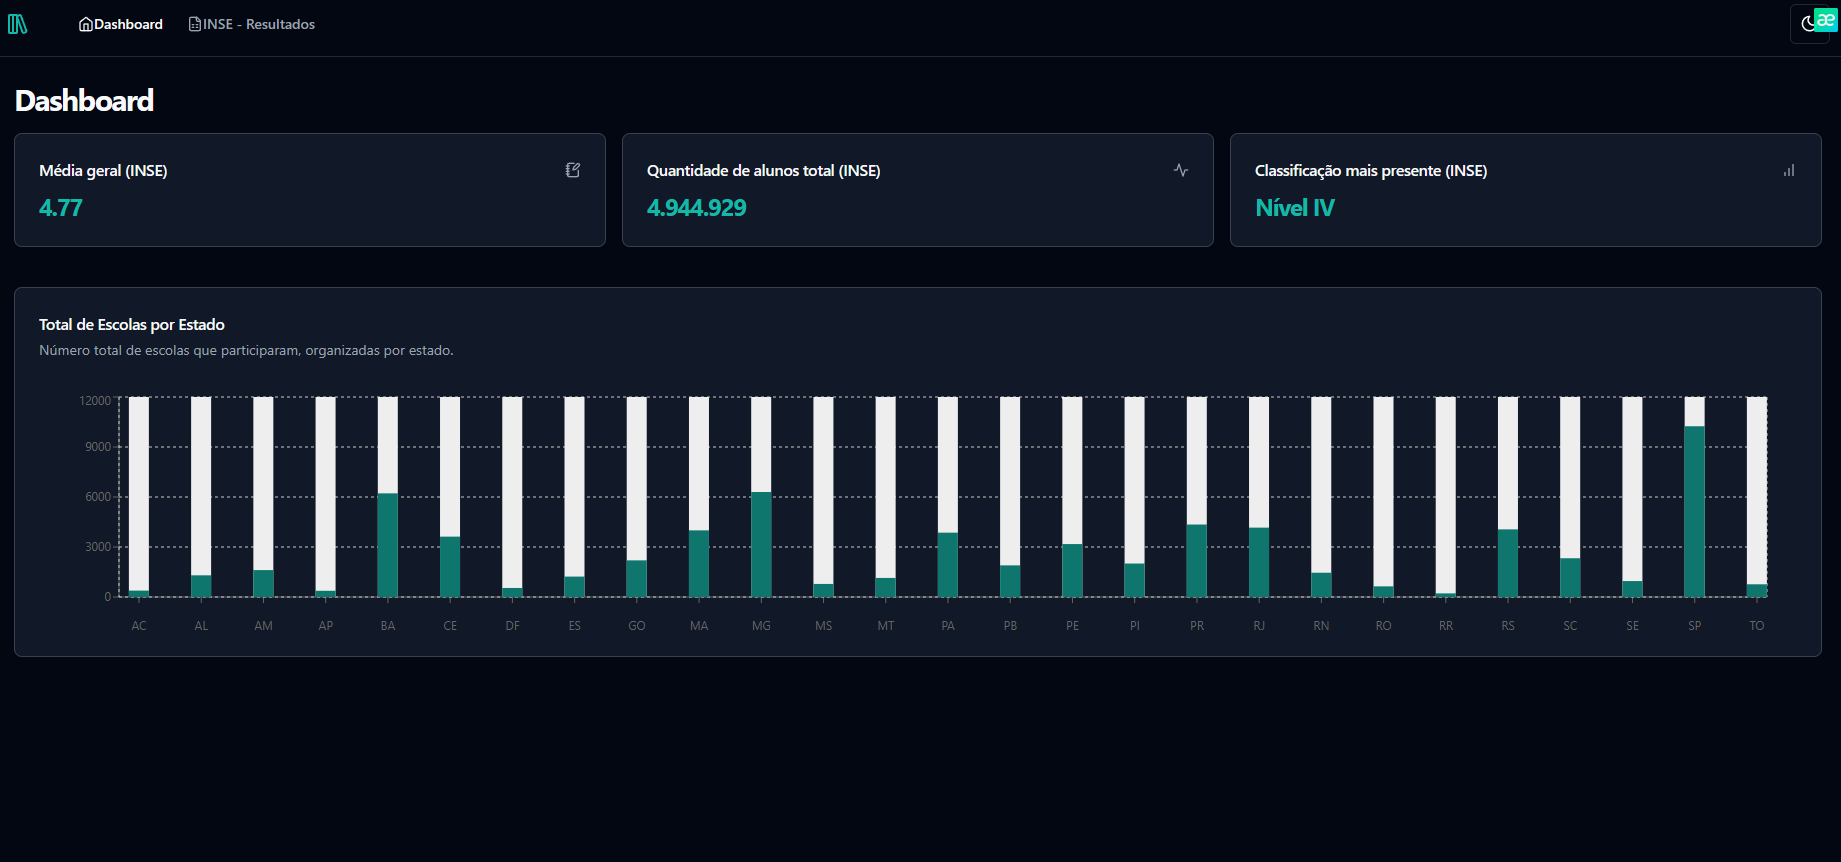 Dashboard
INSE - Resultados
æ
Dashboard
Média geral (INSE)
4.77
Quantidade de alunos total (INSE)
4.944.929
Classificação mais presente (INSE)
Nível IV
Total de Escolas por Estado
Número total de escolas que participaram, organizadas por estado.
12000
9000
6000
3000
0
AC AL AM AP BA CE DF ES GO MA MG MS MT PA PB PE PI PR RJ RN RO RR RS SC SE SP TO